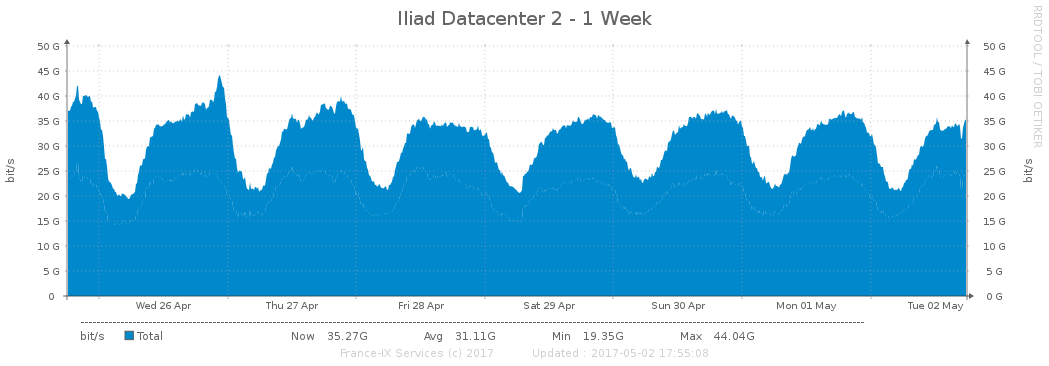 Iliad Datacenter 2 - 1 Week
RRDTOOL / TOBI OETIKER
bit/s
50 G
45 G
40 G
35 G
30 G
25 G
20 G
15 G
10 G
5 G
0
50 G
45 G
40 G
35 G
30 G
25 G
20 G
15 G
10 G
5 G
0 G
bit/s
Wed 26 Apr Thu 27 Apr Fri 28 Apr Sat 29 Apr Sun 30 Apr Mon 01 May Tue 02 May
bit/s Total Now 35.27G Avg 31.11G Min 19.35G Max 44.04G
France-IX Services (c) 2017 Updated : 2017-05-02 17:55:08